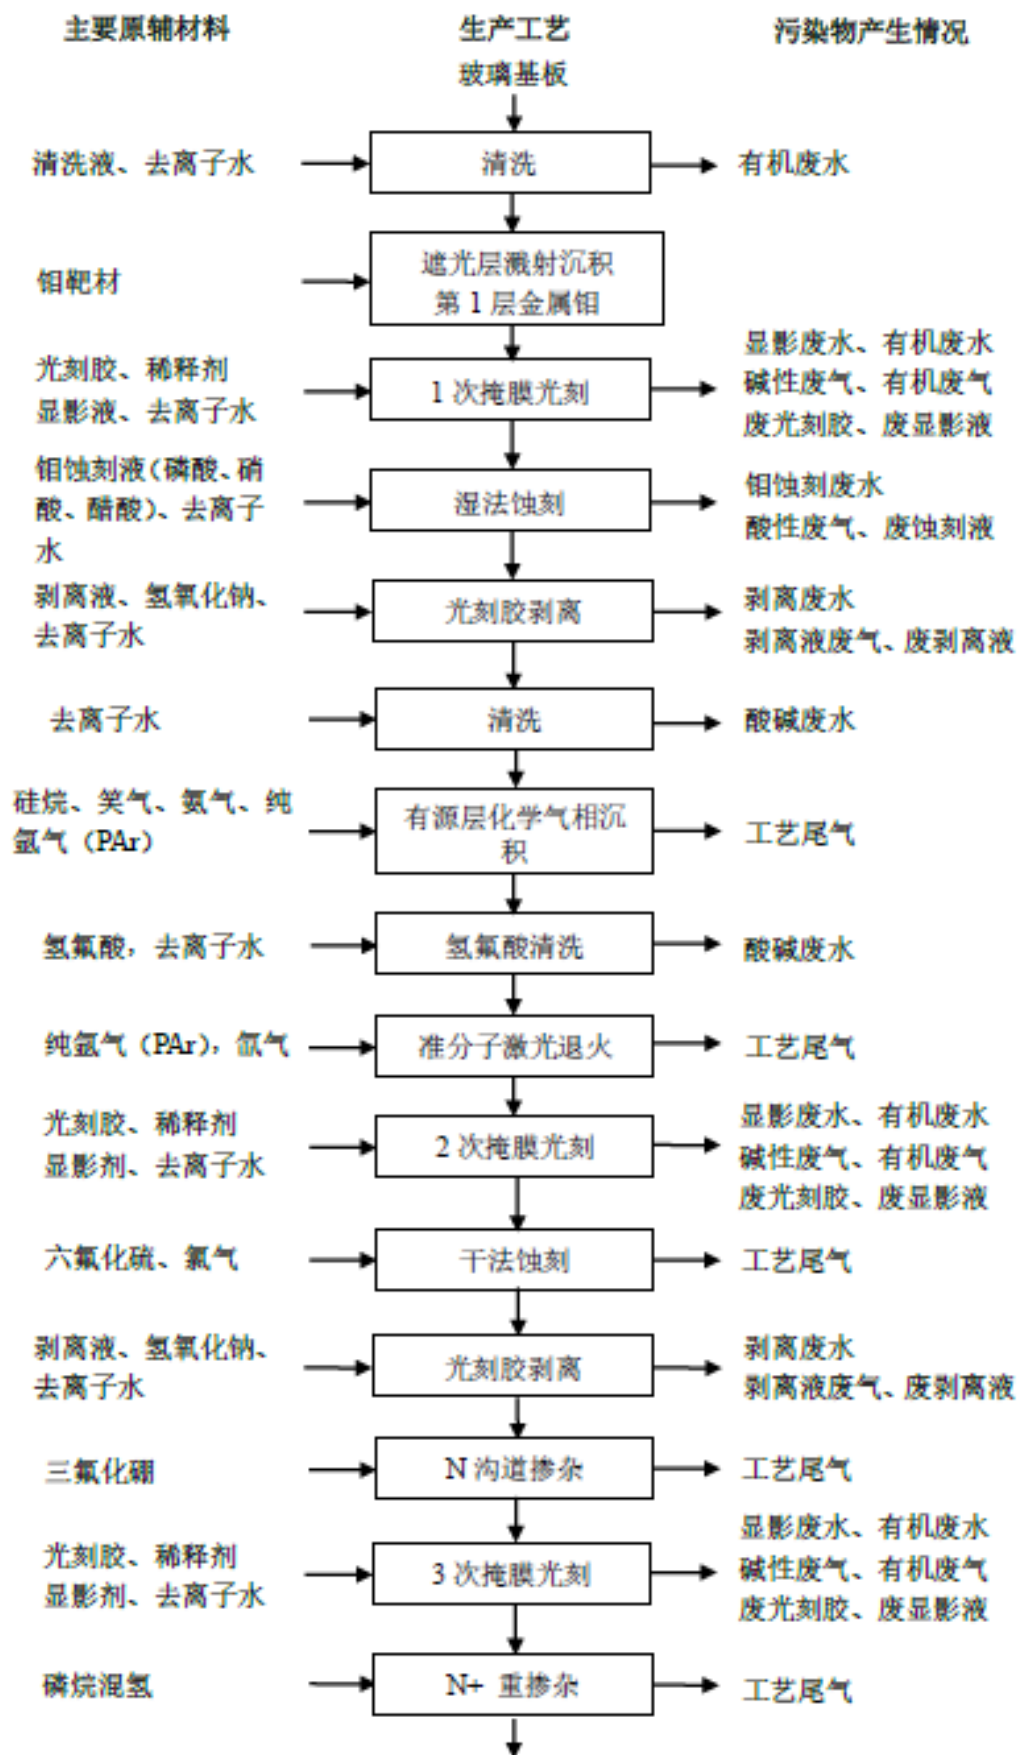 主要原辅材料 生产工艺 污染物产生情况
玻璃基板
清洗液、去离子水 清洗 有机废水
钼靶材
遮光层溅射沉积
第 1 层金属钼
光刻胶、稀释剂
显影液、去离子水
1 次掩膜光刻
显影废水、有机废水
碱性废气、有机废气
废光刻胶、废显影液
钼蚀刻液（磷酸、硝
酸、醋酸）、去离子
水
湿法蚀刻
钼蚀刻废水
酸性废气、废蚀刻液
剥离液、氢氧化钠、
去离子水
光刻胶剥离
剥离废水
剥离液废气、废剥离液
去离子水 清洗 酸碱废水
硅烷、笑气、氨气、纯
氩气（PAr）
有源层化学气相沉
积
工艺尾气
氢氟酸，去离子水 氢氟酸清洗 酸碱废水
纯氩气（PAr），氙气 准分子激光退火 工艺尾气
光刻胶、稀释剂
显影剂、去离子水
2 次掩膜光刻
显影废水、有机废水
碱性废气、有机废气
废光刻胶、废显影液
六氟化硫、氯气 干法蚀刻 工艺尾气
剥离液、氢氧化钠、
去离子水
光刻胶剥离
剥离废水
剥离液废气、废剥离液
三氟化硼 N 沟道掺杂 工艺尾气
光刻胶、稀释剂
显影剂、去离子水
3 次掩膜光刻
显影废水、有机废水
碱性废气、有机废气
废光刻胶、废显影液
磷烷混氢 N+ 重掺杂 工艺尾气